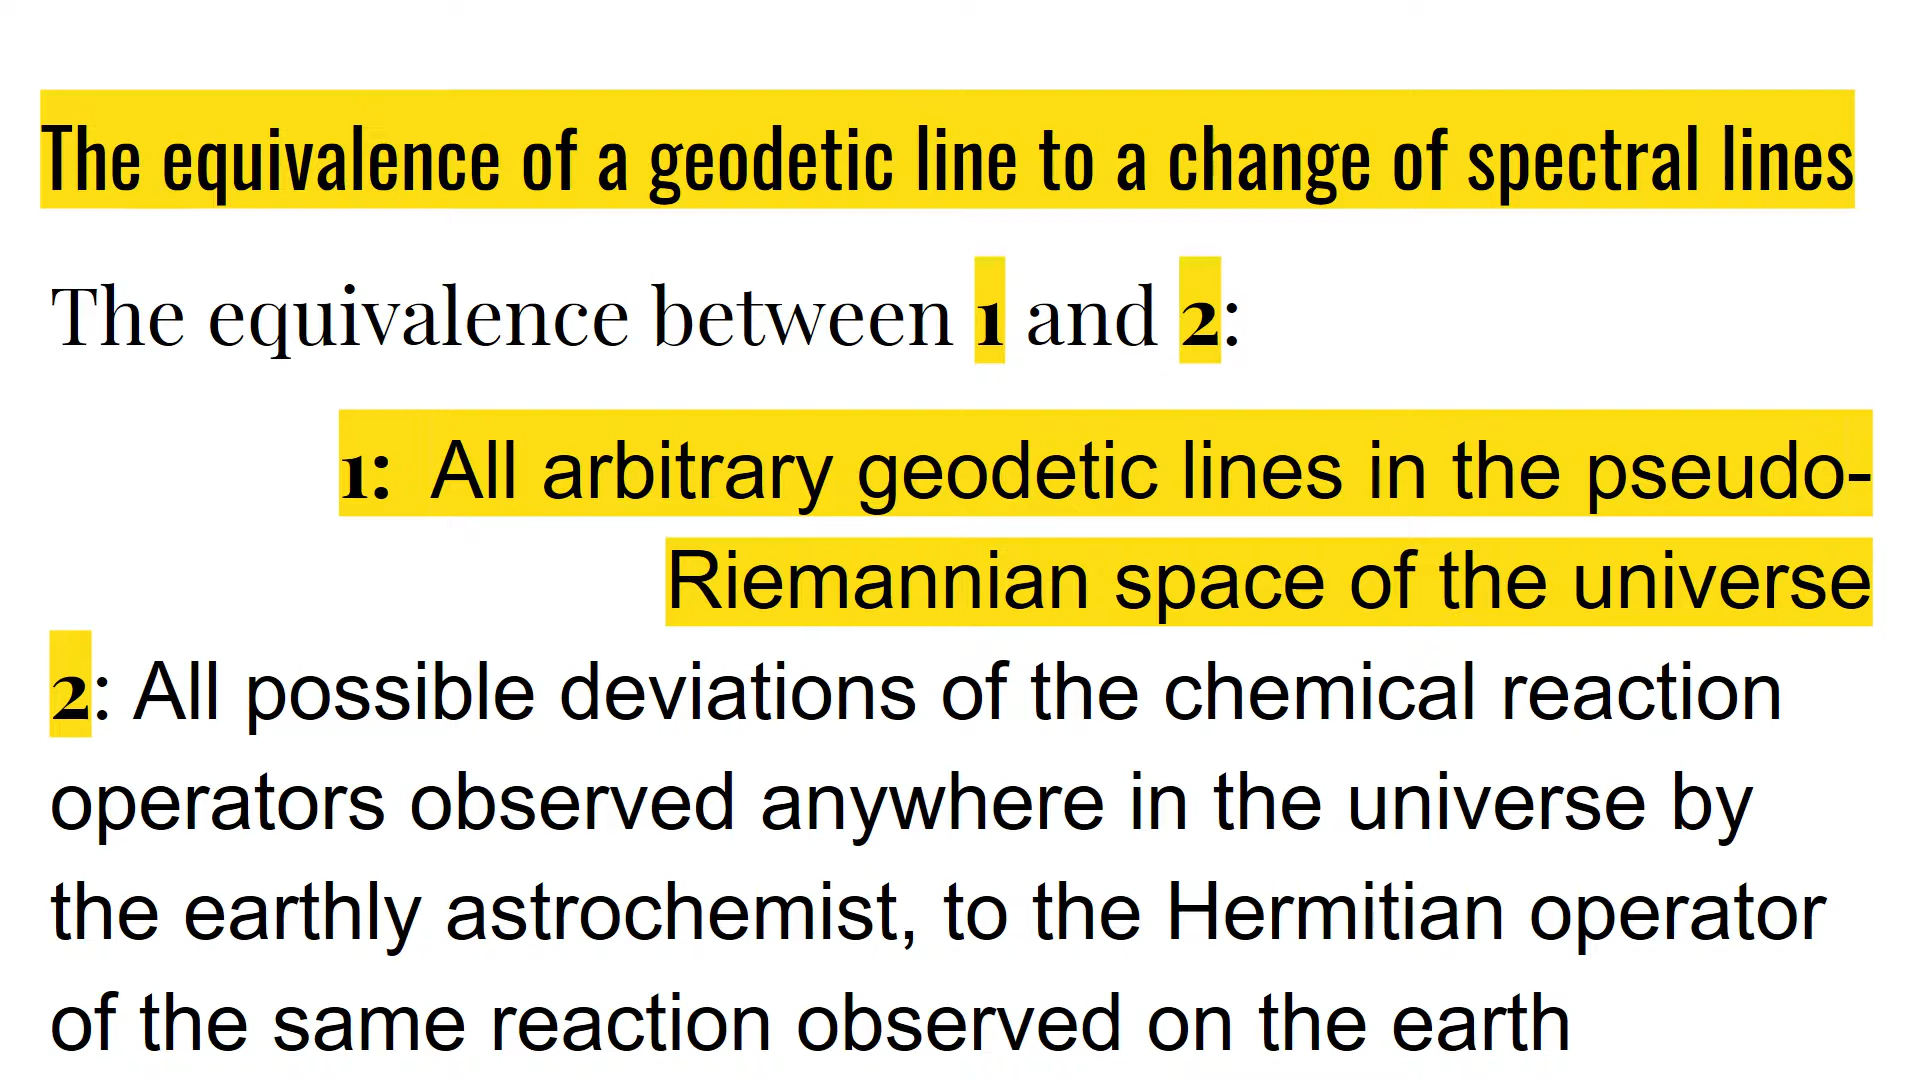 The equivalence of a geodetic line to a change of spectral lines
The equivalence between 1 and 2:
1: All arbitrary geodetic lines in the pseudo-
Riemannian space of the universe
2: All possible deviations of the chemical reaction
operators observed anywhere in the universe by
the earthly astrochemist, to the Hermitian operator
of the same reaction observed on the earth